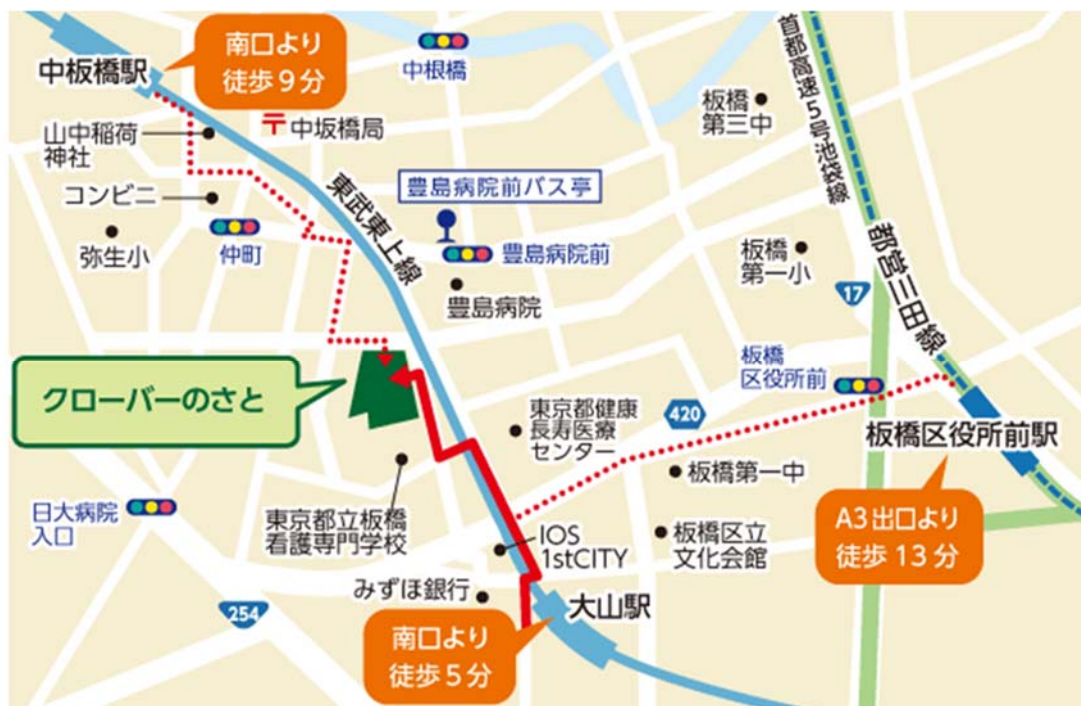 中板橋駅
南口より
徒歩9分
中根橋
首都高速5号池袋線
山中稲荷
神社
〒中坂橋局
板橋
第三中
コンビニ
弥生小
仲町
東武東上線
豊島病院前バス亭
豊島病院前
豊島病院
板橋
第一小
17
都営三田線
クローバーのさと
板橋
区役所前
東京都健康
長寿医療
センター
420
板橋区役所前駅
板橋第一中
A3出口より
徒歩13分
日大病院
入口
東京都立板橋
看護専門学校
IOS
1stCITY
板橋区立
文化会館
みずほ銀行
大山駅
254
南口より
徒歩5分